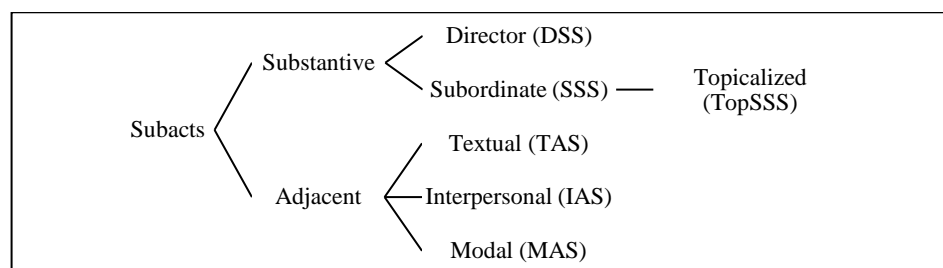 Director (DSS)
Substantive
Subordinate (SSS)
Topicalized
(TopSSS)
Subacts
Textual (TAS)
Adjacent
Interpersonal (IAS)
Modal (MAS)